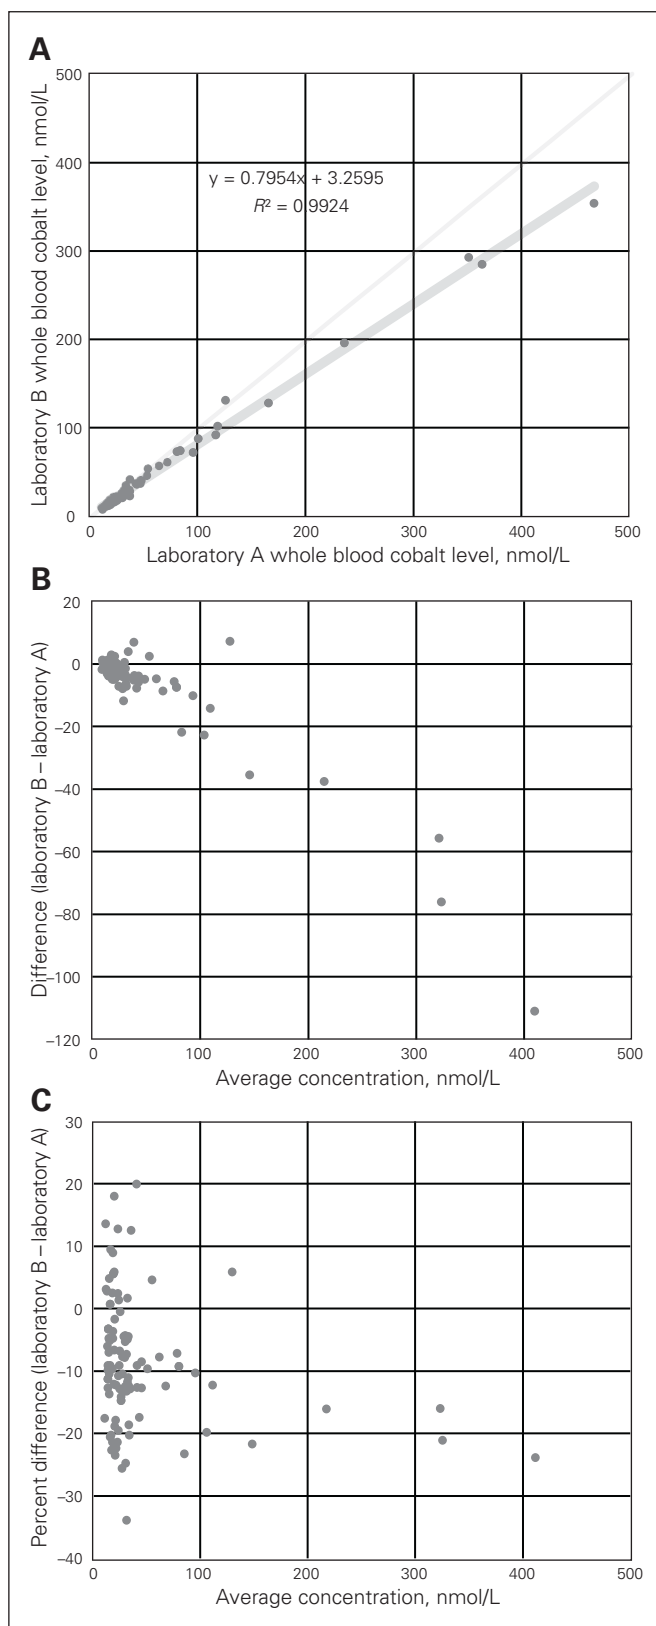 A
Laboratory B whole blood cobalt level, nmol/L
500
400
300
200
100
0
y = 0.7954x + 3.2595
R² = 0.9924
0 100 200 300 400 500
Laboratory A whole blood cobalt level, nmol/L
B
Difference (laboratory B – laboratory A)
20
0
–20
–40
–60
–80
–100
–120
0 100 200 300 400 500
Average concentration, nmol/L
C
Percent difference (laboratory B – laboratory A)
30
20
10
0
–10
–20
–30
–40
0 100 200 300 400 500
Average concentration, nmol/L